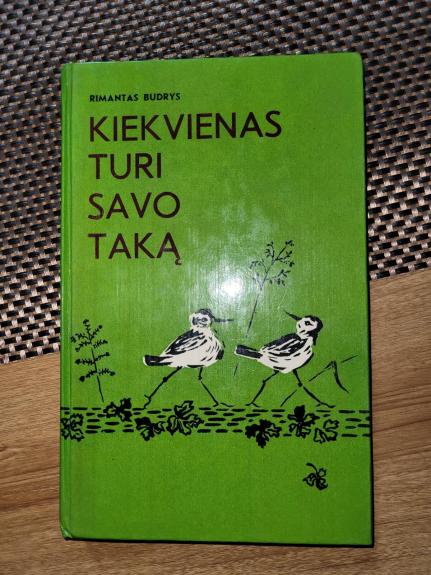 RIMANTAS BUDRYS
KIEKVIENAS
TURI
SAVO
TAKĄ